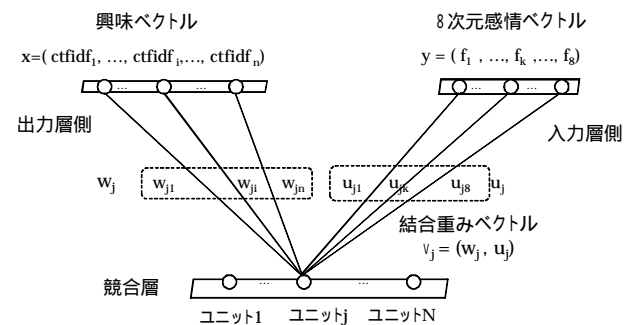 興味ベクトル
8次元感情ベクトル
x=( ctfidf1, …, ctfidf i,…, ctfidf n)
y = ( f1 , …, fk ,…, f8)
… …
… …
出力層側
入力層側
wj wj1 wji wjn uj1 ujk uj8 uj
結合重みベクトル
vj = (wj , uj)
競合層
… …
ユニット1 ユニットj ユニットN